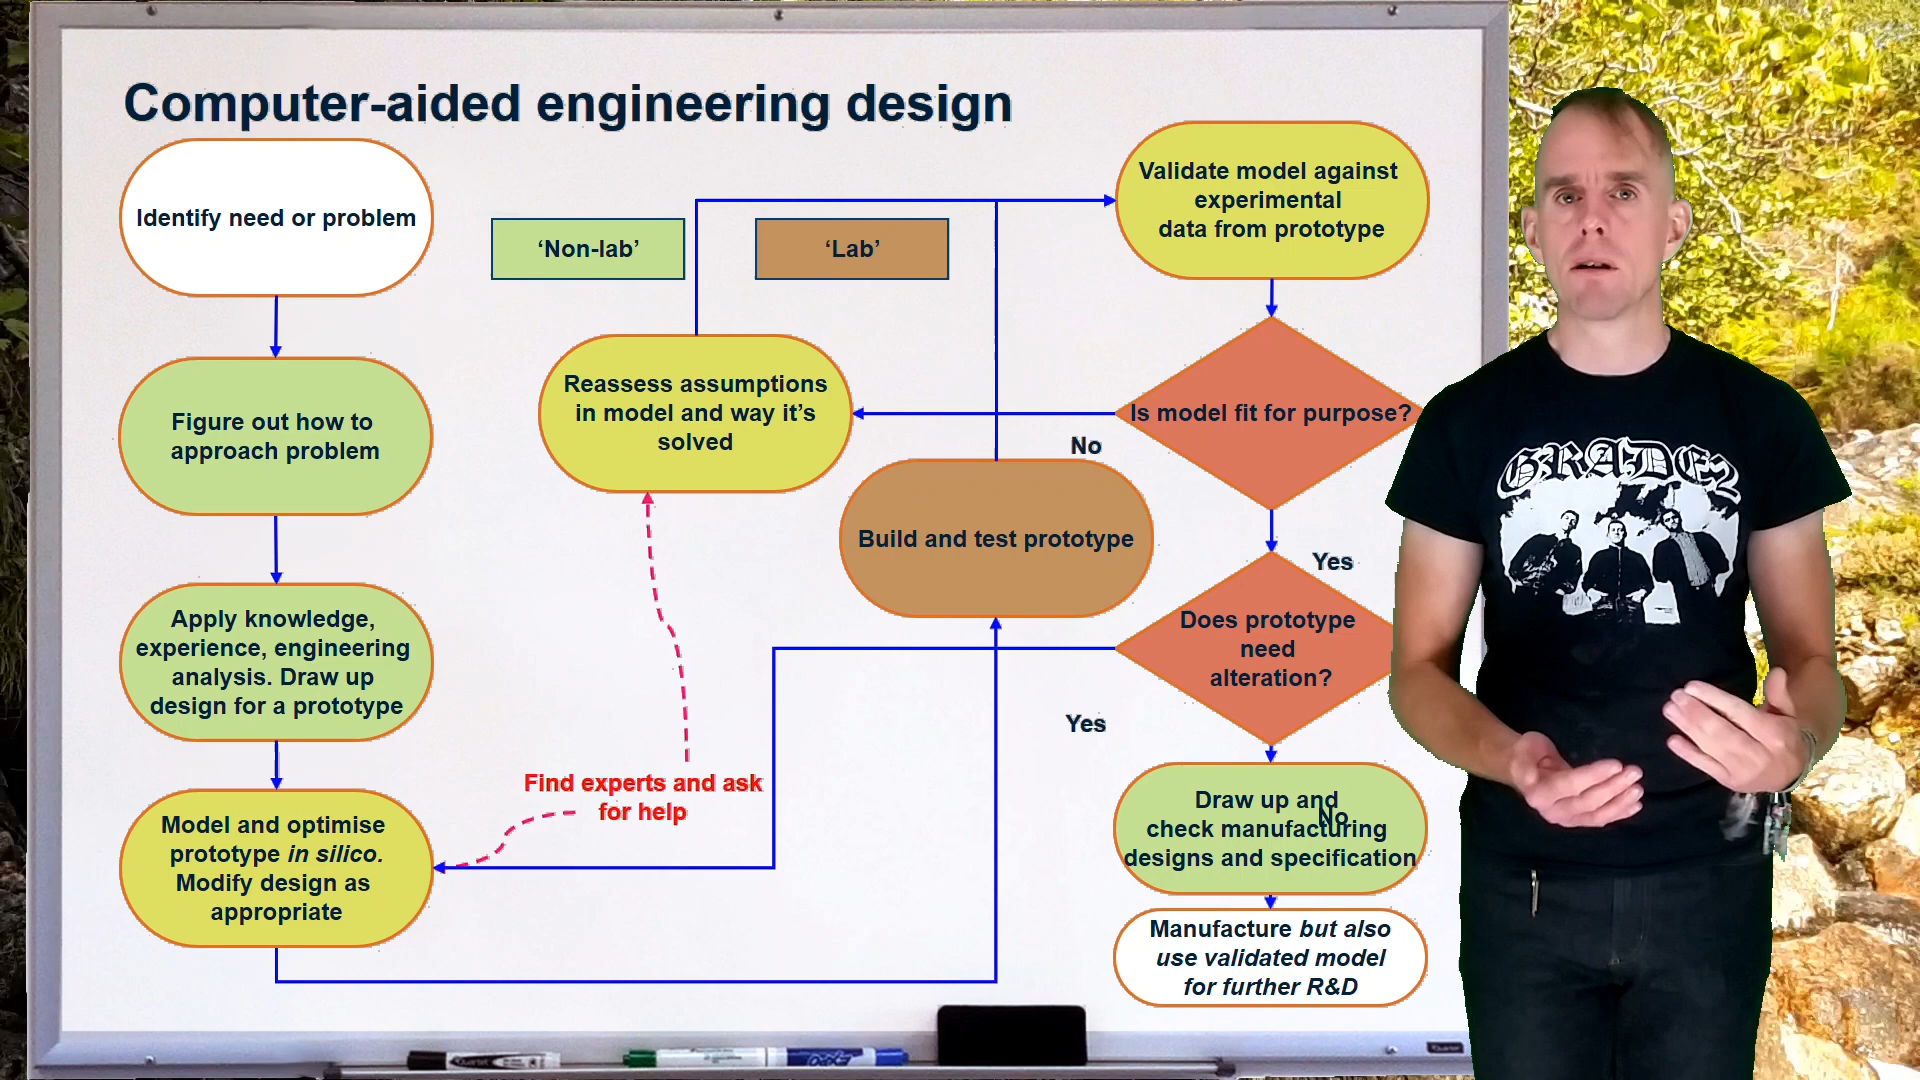 Computer-aided engineering design
Identify need or problem
Figure out how to
approach problem
Apply knowledge,
experience, engineering
analysis. Draw up
design for a prototype
Model and optimise
prototype in silico.
Modify design as
appropriate
‘Non-lab’
‘Lab’
Reassess assumptions
in model and way it’s
solved
Find experts and ask
for help
Build and test prototype
Validate model against
experimental
data from prototype
Is model fit for purpose?
No
Yes
Does prototype
need
alteration?
Yes
No
Draw up and
check manufacturing
designs and specification
Manufacture but also
use validated model
for further R&D
GRADE 2